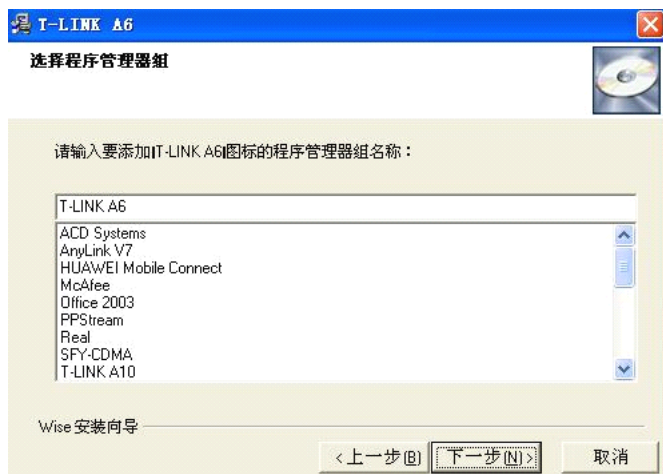 T-LINK A6
选择程序管理器组
请输入要添加T-LINK A6图标的程序管理器组名称：
T-LINK A6
ACD Systems
AnyLink V7
HUAWEI Mobile Connect
McAfee
Office 2003
PPStream
Real
SFY-CDMA
T-LINK A10
Wise 安装向导
<上一步(B) 下一步(N)> 取消